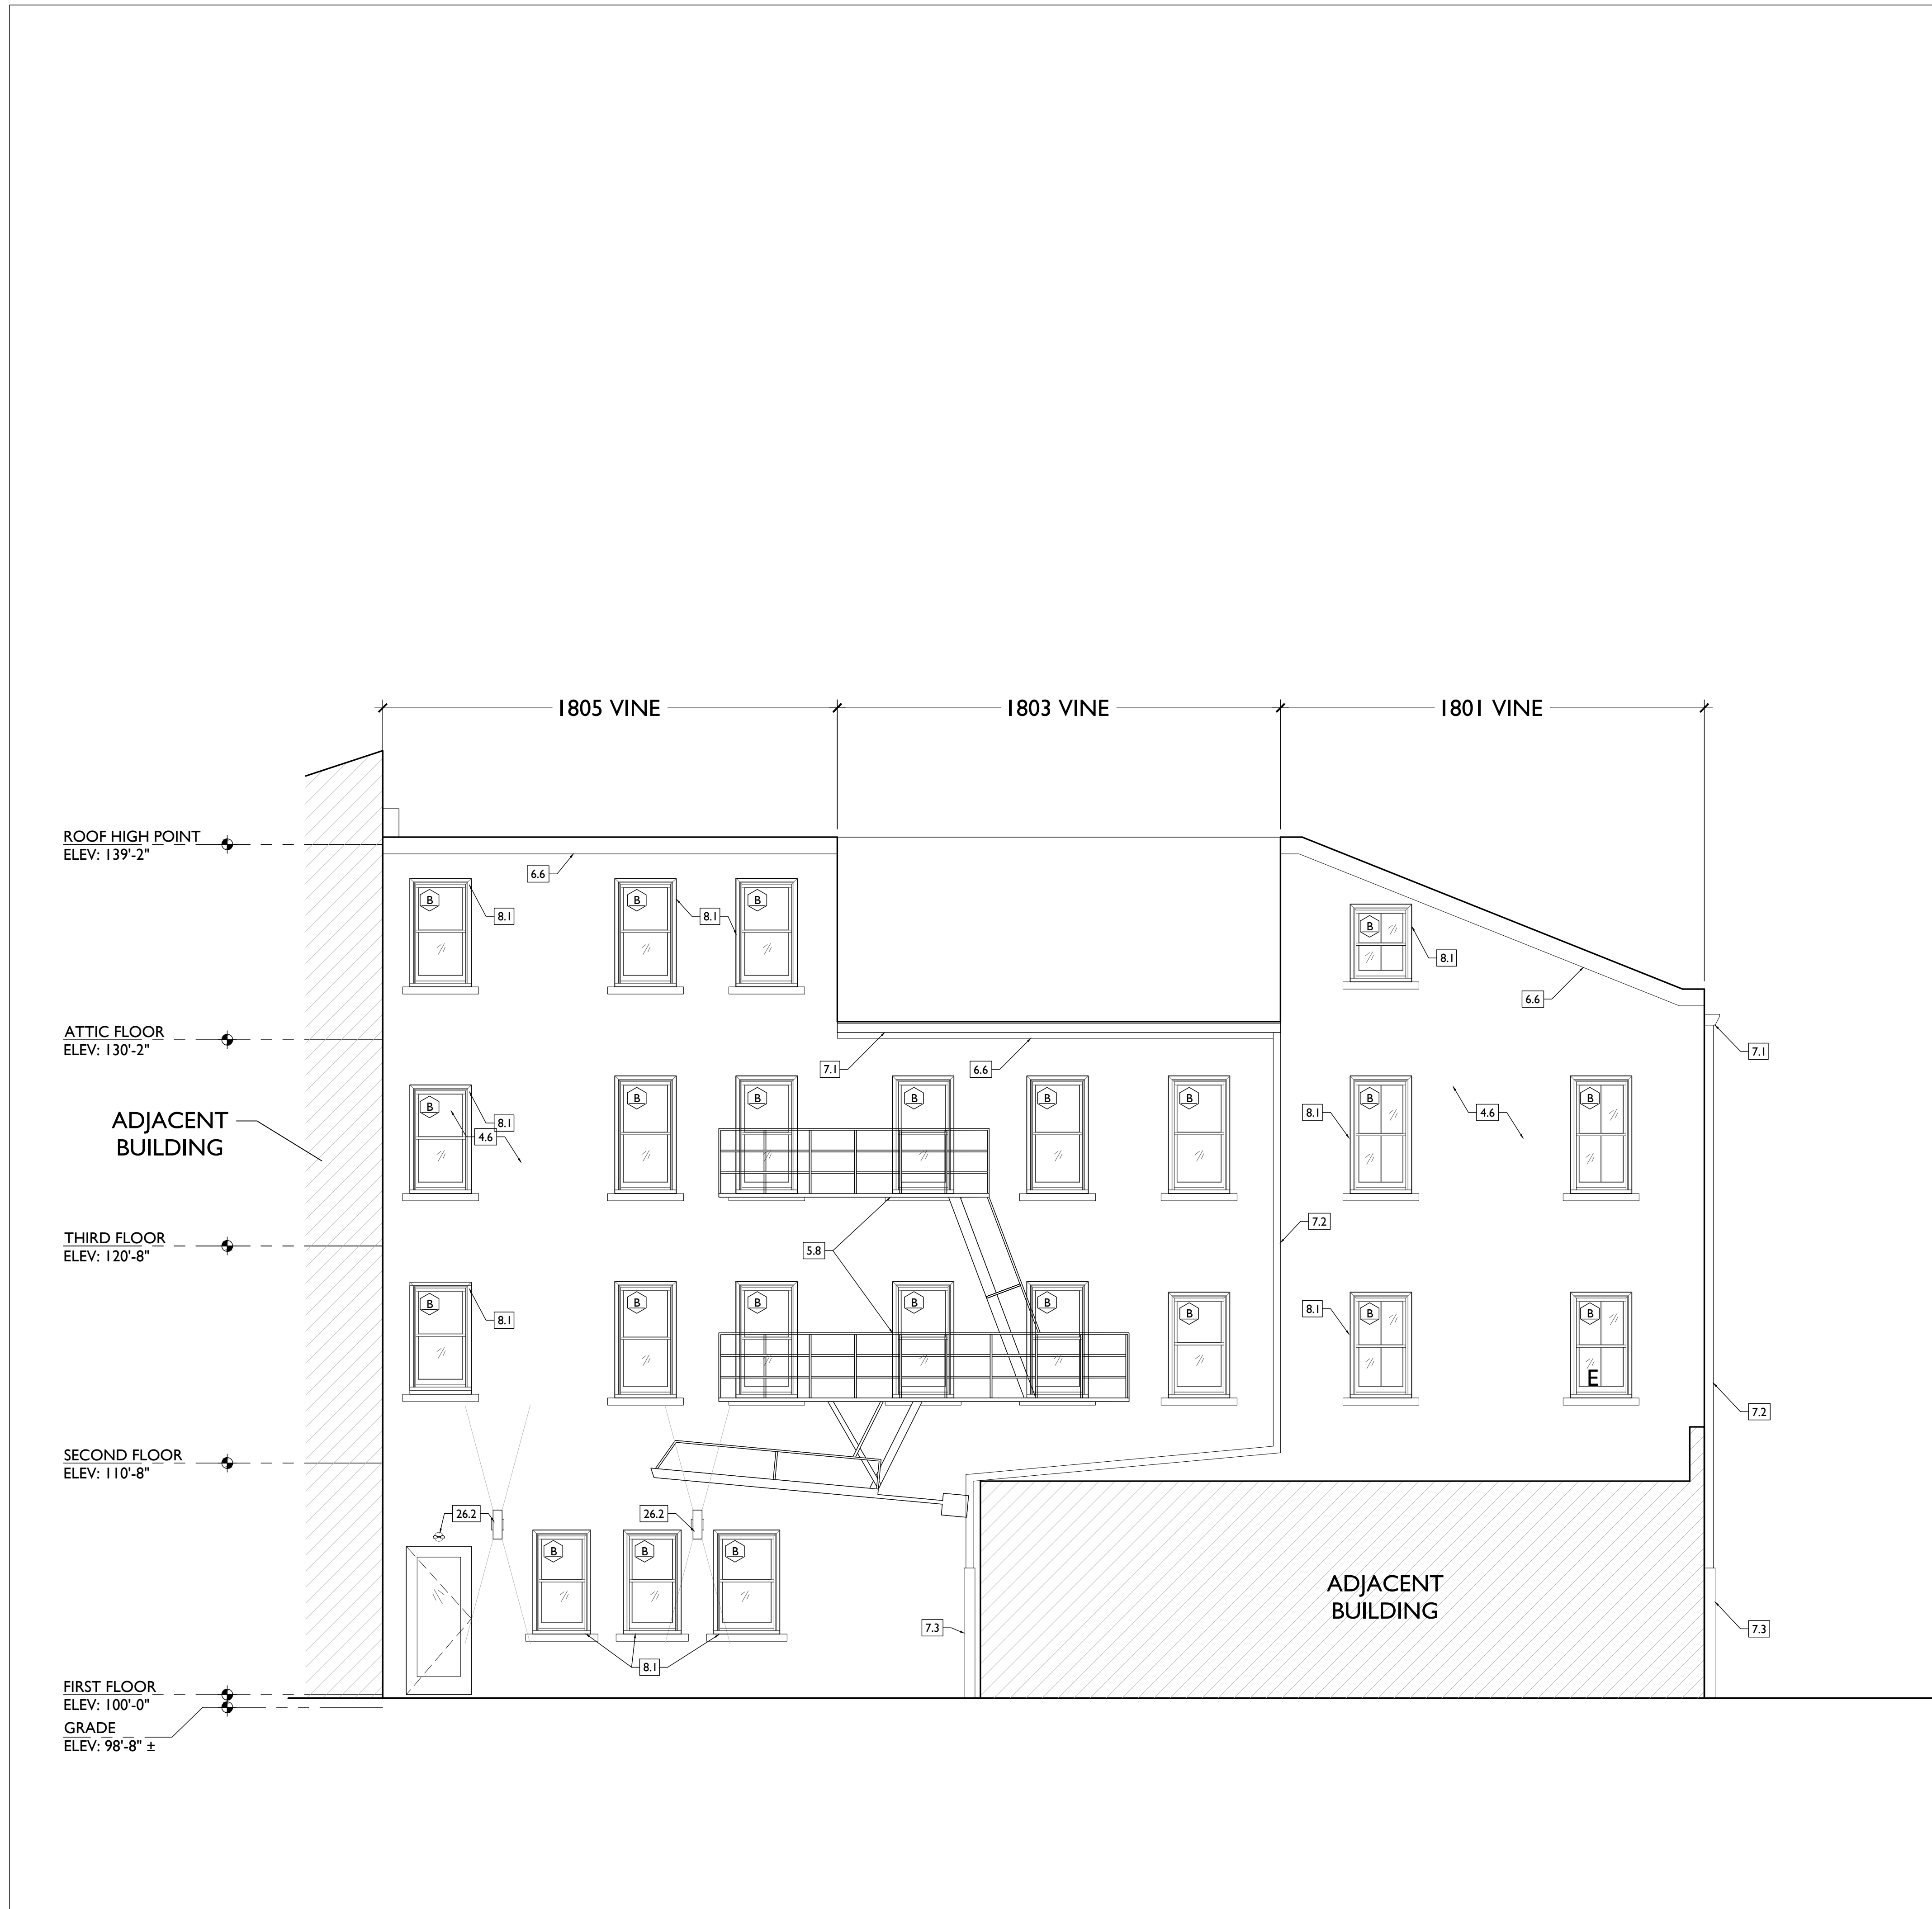 1805 VINE
1803 VINE
1801 VINE
ROOF HIGH POINT
ELEV: 139'-2"
6.6
B
8.1
B
8.1
B
B
8.1
6.6
ATTIC FLOOR
ELEV: 130'-2"
7.1
6.6
7.1
ADJACENT
BUILDING
B
8.1
4.6
B
B
B
B
B
8.1
B
4.6
B
THIRD FLOOR
ELEV: 120'-8"
5.8
7.2
B
8.1
B
B
B
B
B
8.1
B
B
E
7.2
SECOND FLOOR
ELEV: 110'-8"
26.2
26.2
B
B
B
ADJACENT
BUILDING
7.3
7.3
8.1
FIRST FLOOR
ELEV: 100'-0"
GRADE
ELEV: 98'-8" ±